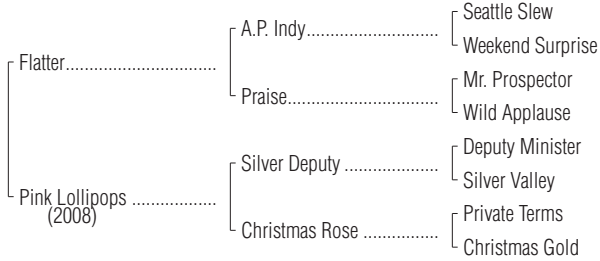 Seattle Slew
A.P. Indy..............................
Weekend Surprise
Flatter...................................
Mr. Prospector
Praise..................................
Wild Applause
Deputy Minister
Silver Deputy .....................
Silver Valley
Pink Lollipops ...................
(2008)
Private Terms
Christmas Rose .................
Christmas Gold